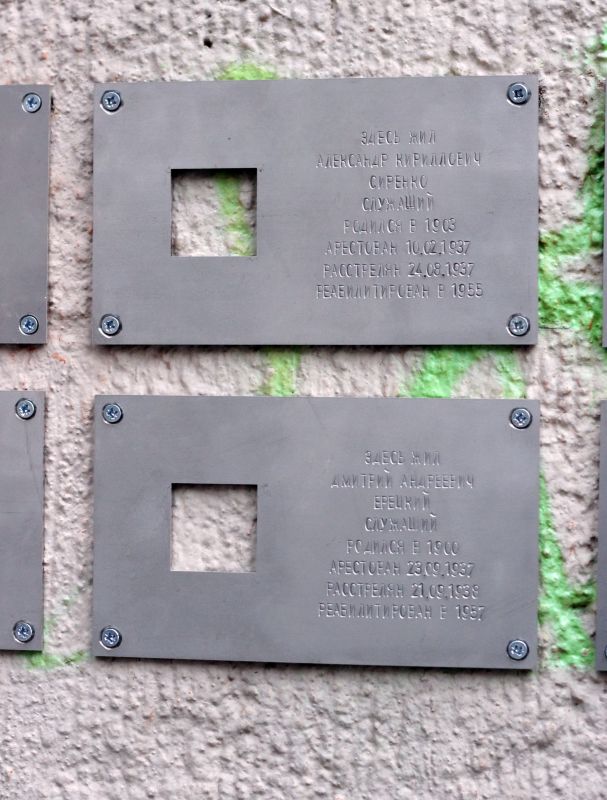 ЗДЕСЬ ЖИЛ
АЛЕКСАНДР КИРИЛЛОВИЧ
СИРЕНКО
СЛУЖАЩИЙ
РОДИЛСЯ В 1903
АРЕСТОВАН 10.02.1937
РАССТРЕЛЯН 24.08.1937
РЕАБИЛИТИРОВАН В 1955
ЗДЕСЬ ЖИЛ
ДМИТРИЙ АНДРЕЕВИЧ
ЕРЕЦКИЙ
СЛУЖАЩИЙ
РОДИЛСЯ В 1900
АРЕСТОВАН 23.09.1937
РАССТРЕЛЯН 21.09.1938
РЕАБИЛИТИРОВАН В 1957